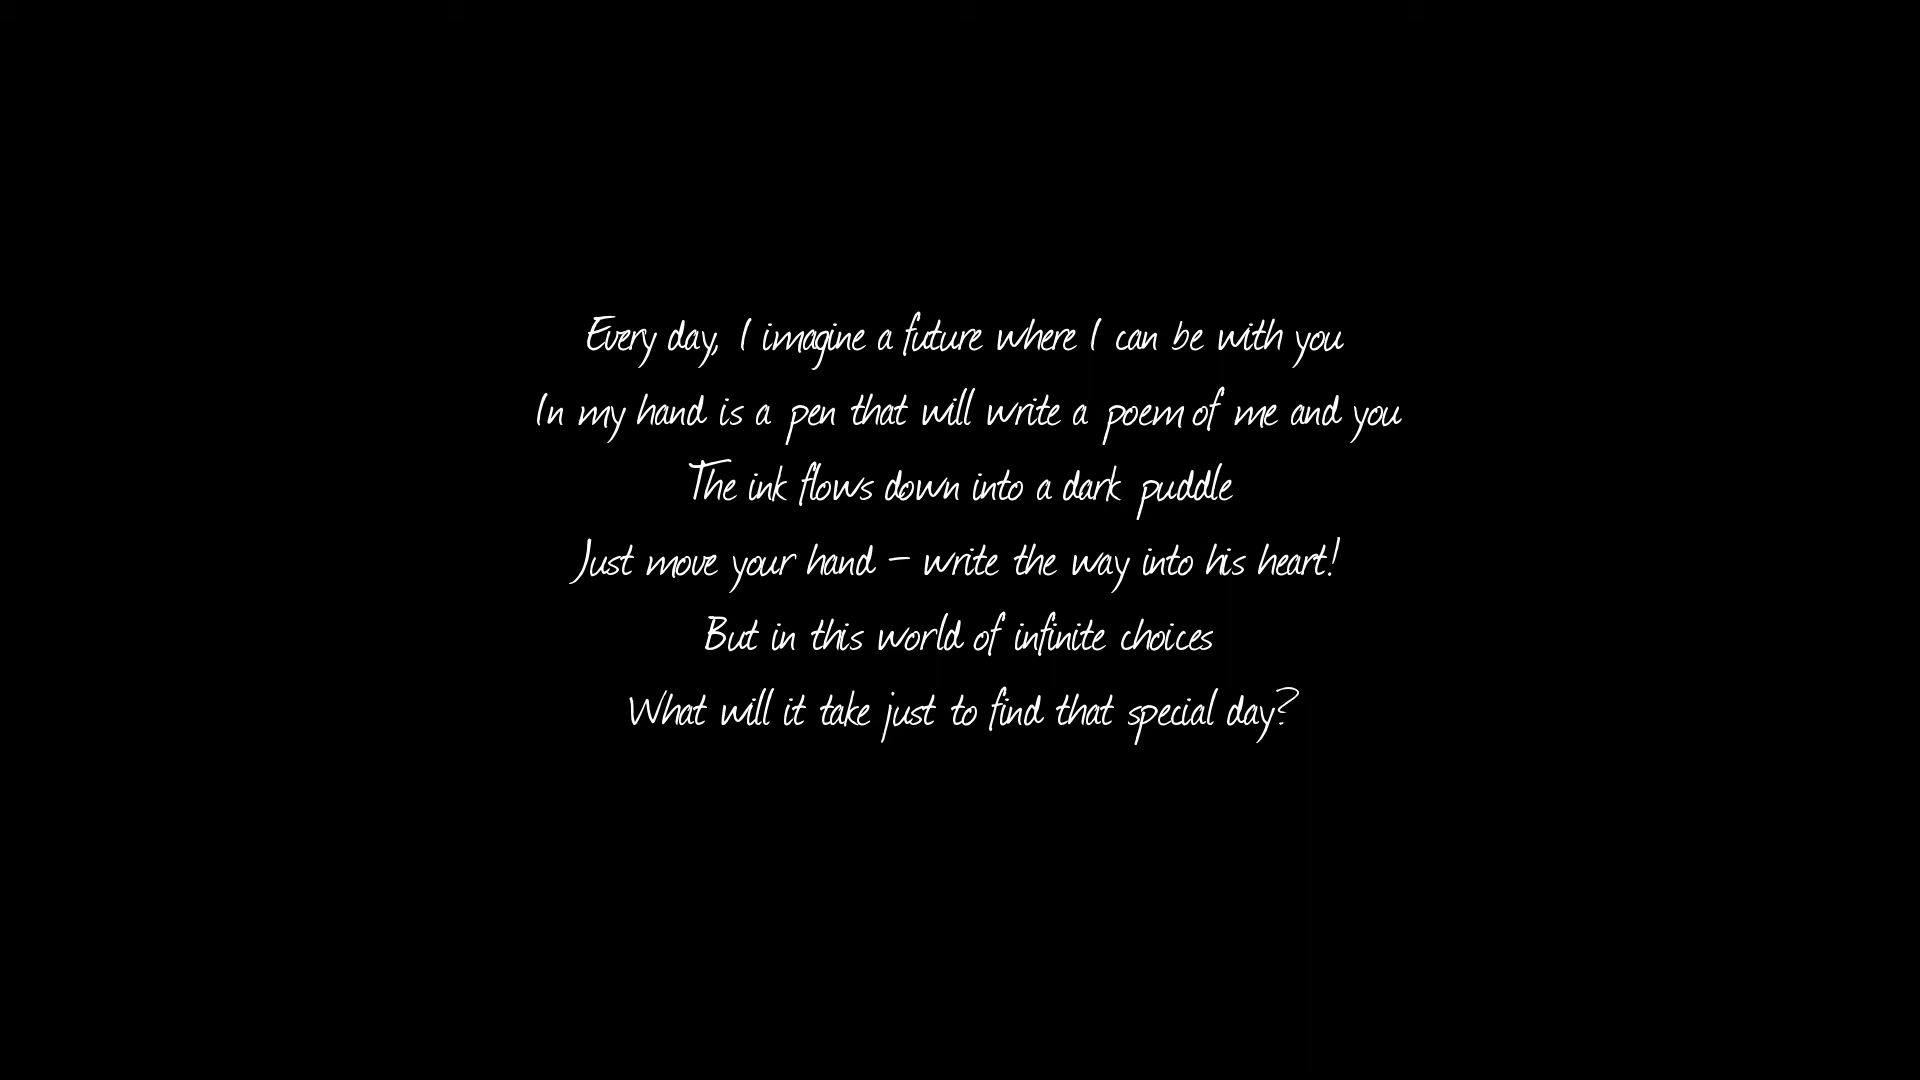 Every day, I imagine a future where I can be with you
In my hand is a pen that will write a poem of me and you
The ink flows down into a dark puddle
Just move your hand – write the way into his heart!
But in this world of infinite choices
What will it take just to find that special day?